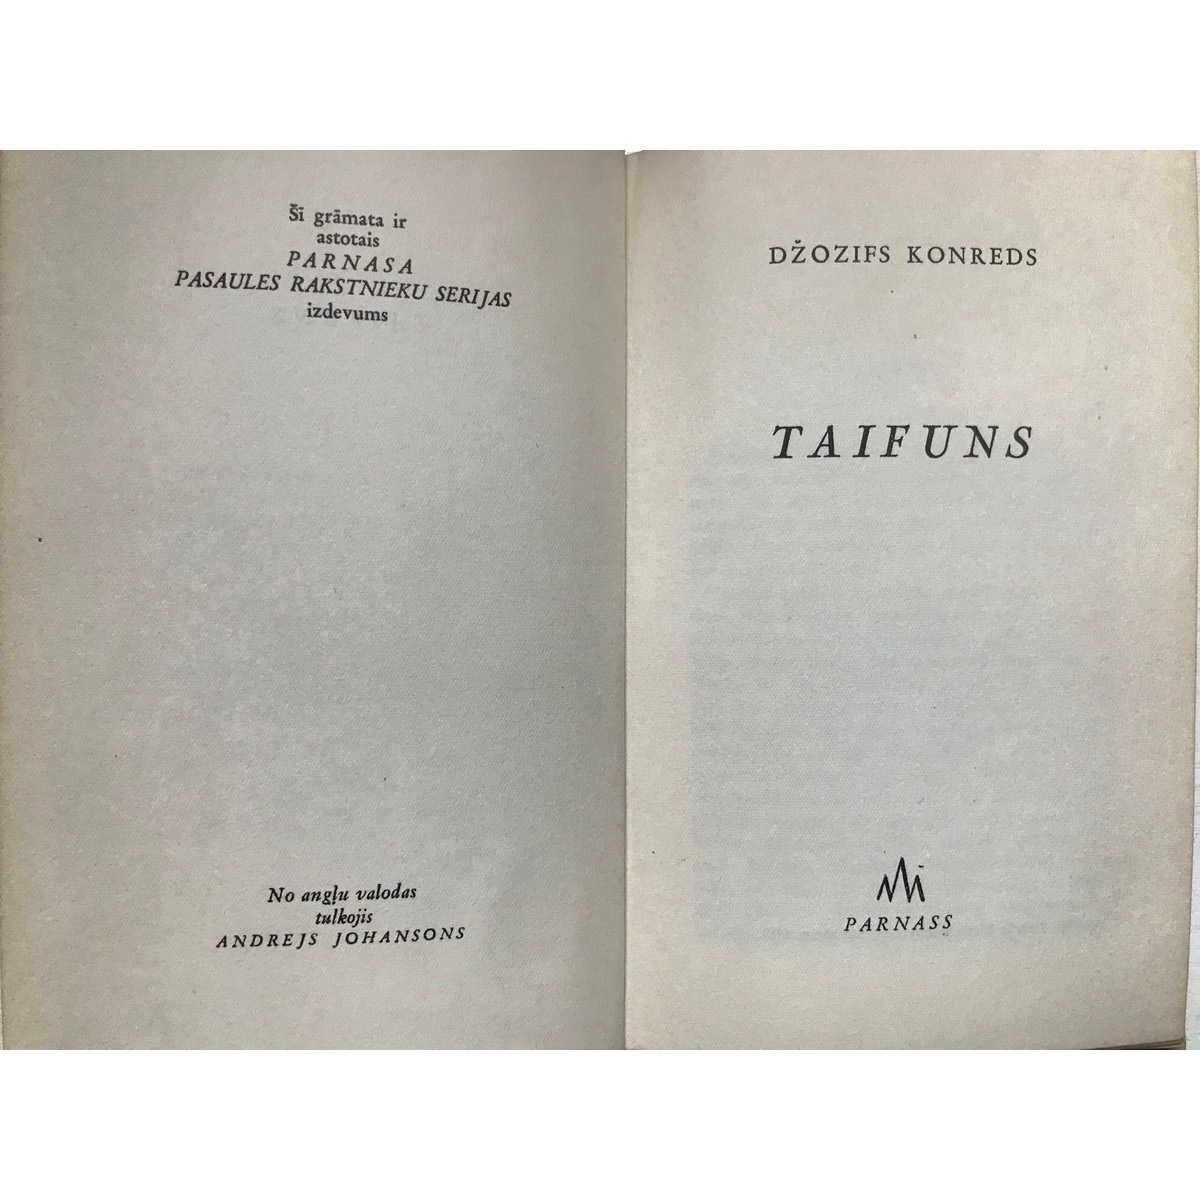 Šī grāmata ir
astotais
PARNASA
PASAULES RAKSTNIEKU SERIJAS
izdevums
No angļu valodas
tulkojis
ANDREJS JOHANSONS
DŽOZIFS KONREDS
TAIFUNS
PARNASS